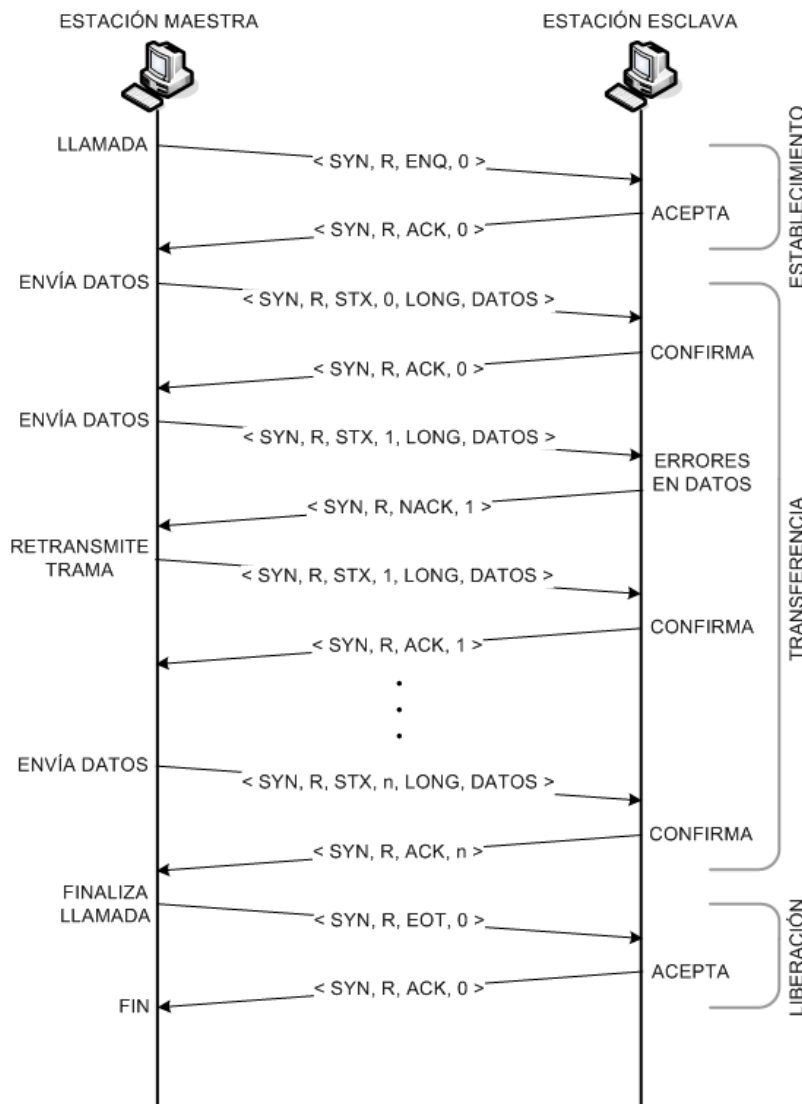 ESTACIÓN MAESTRA
ESTACIÓN ESCLAVA
LLAMADA
< SYN, R, ENQ, 0 >
ACEPTA
< SYN, R, ACK, 0 >
ESTABLECIMIENTO
ENVÍA DATOS
< SYN, R, STX, 0, LONG, DATOS >
CONFIRMA
< SYN, R, ACK, 0 >
ENVÍA DATOS
< SYN, R, STX, 1, LONG, DATOS >
ERRORES
EN DATOS
< SYN, R, NACK, 1 >
RETRANSMITE
TRAMA
< SYN, R, STX, 1, LONG, DATOS >
CONFIRMA
< SYN, R, ACK, 1 >
TRANSFERENCIA
ENVÍA DATOS
< SYN, R, STX, n, LONG, DATOS >
CONFIRMA
< SYN, R, ACK, n >
FINALIZA
LLAMADA
< SYN, R, EOT, 0 >
ACEPTA
< SYN, R, ACK, 0 >
FIN
LIBERACIÓN